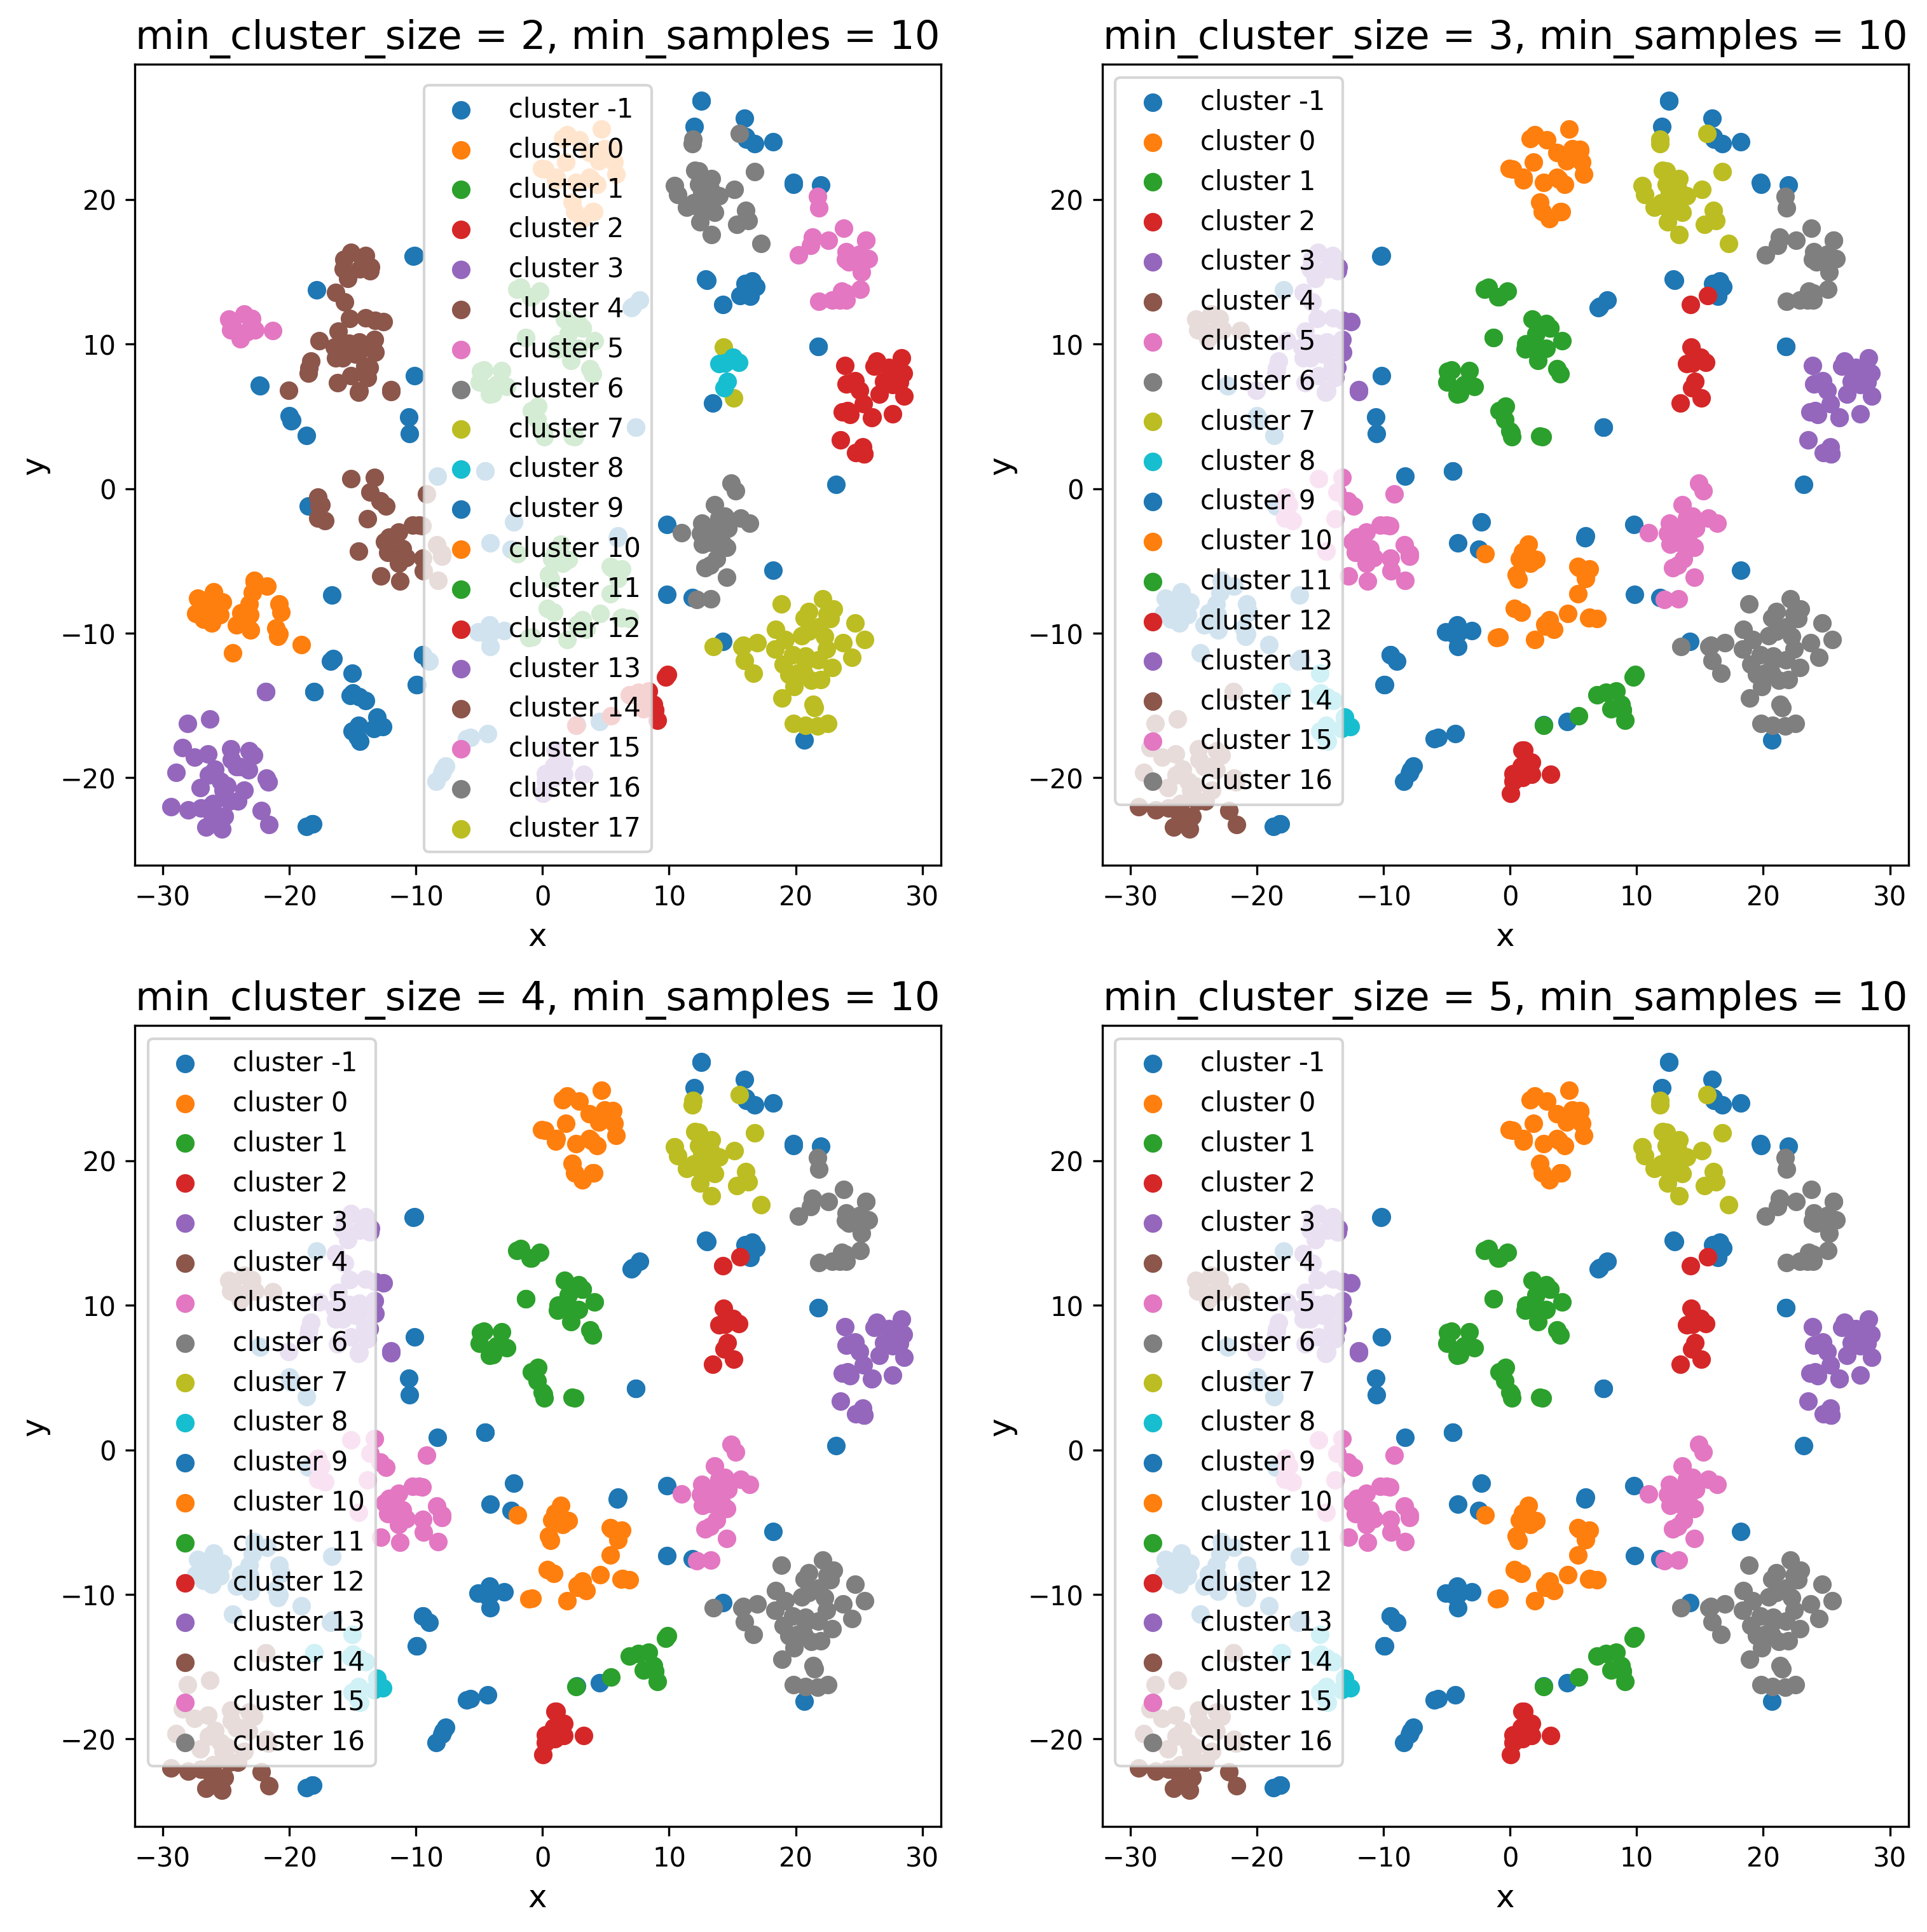 min_cluster_size = 2, min_samples = 10
cluster -1
cluster 0
cluster 1
cluster 2
cluster 3
cluster 4
cluster 5
cluster 6
cluster 7
cluster 8
cluster 9
cluster 10
cluster 11
cluster 12
cluster 13
cluster 14
cluster 15
cluster 16
cluster 17
20
10
0
−10
−20
y
−30 −20 −10 0 10 20 30
x
min_cluster_size = 3, min_samples = 10
cluster -1
cluster 0
cluster 1
cluster 2
cluster 3
cluster 4
cluster 5
cluster 6
cluster 7
cluster 8
cluster 9
cluster 10
cluster 11
cluster 12
cluster 13
cluster 14
cluster 15
cluster 16
20
10
0
−10
−20
y
−30 −20 −10 0 10 20 30
x
min_cluster_size = 4, min_samples = 10
cluster -1
cluster 0
cluster 1
cluster 2
cluster 3
cluster 4
cluster 5
cluster 6
cluster 7
cluster 8
cluster 9
cluster 10
cluster 11
cluster 12
cluster 13
cluster 14
cluster 15
cluster 16
20
10
0
−10
−20
y
−30 −20 −10 0 10 20 30
x
min_cluster_size = 5, min_samples = 10
cluster -1
cluster 0
cluster 1
cluster 2
cluster 3
cluster 4
cluster 5
cluster 6
cluster 7
cluster 8
cluster 9
cluster 10
cluster 11
cluster 12
cluster 13
cluster 14
cluster 15
cluster 16
20
10
0
−10
−20
y
−30 −20 −10 0 10 20 30
x